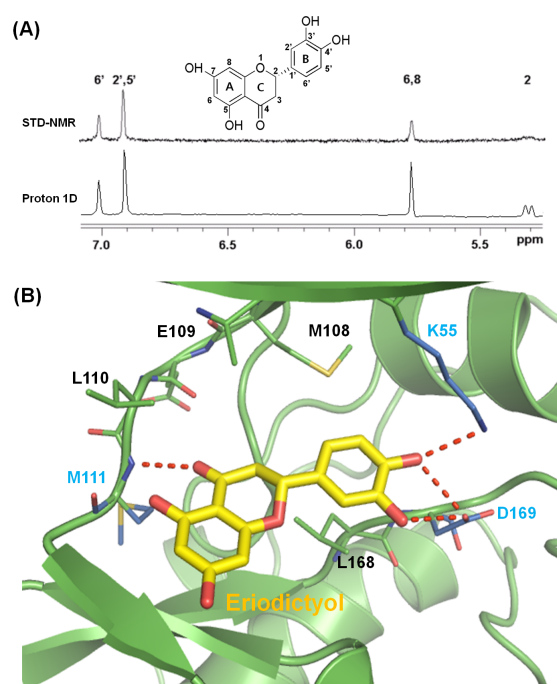 (A)
OH
3'
OH
2'
4'
B
HO
8
1
O
7
2
1'
5'
A
C
6'
6
3
5
4
OH
O
6' 2',5' 6,8 2
STD-NMR
Proton 1D
7.0 6.5 6.0 5.5 ppm
(B)
E109 M108 K55
L110
M111
D169
L168
Eriodictyol